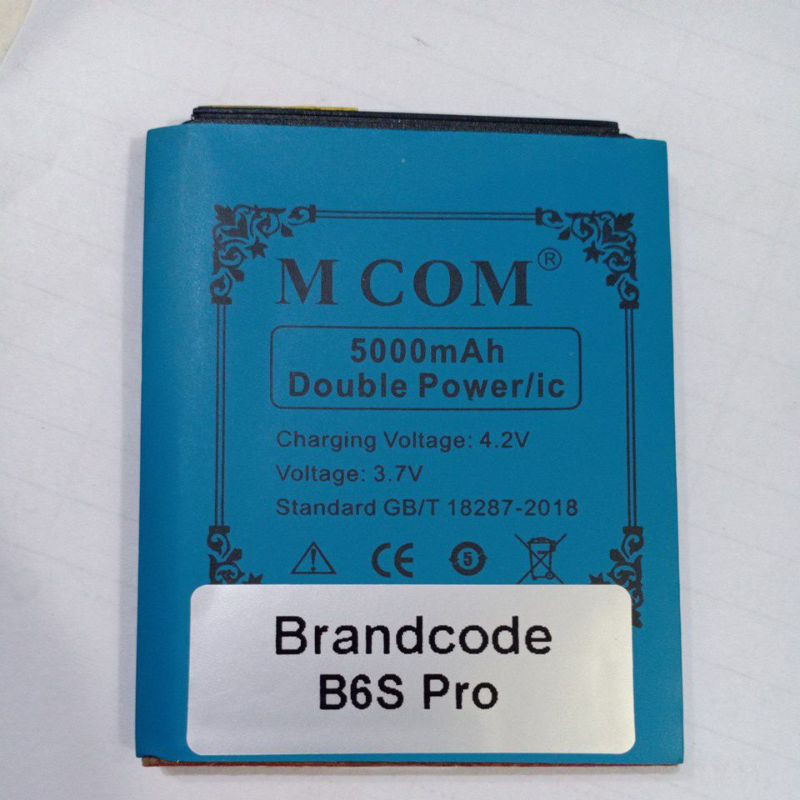 M COM®
5000mAh
Double Power/ic
Charging Voltage: 4.2V
Voltage: 3.7V
Standard GB/T 18287-2018
CE 5
Brandcode
B6S Pro